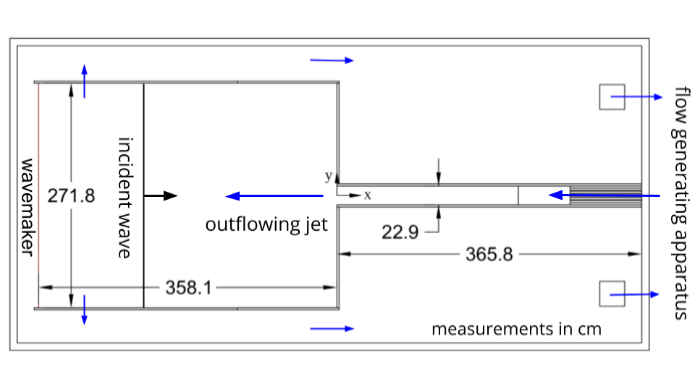 y
x
wavemaker
271.8
incident wave
outflowing jet
22.9
365.8
358.1
measurements in cm
flow generating apparatus